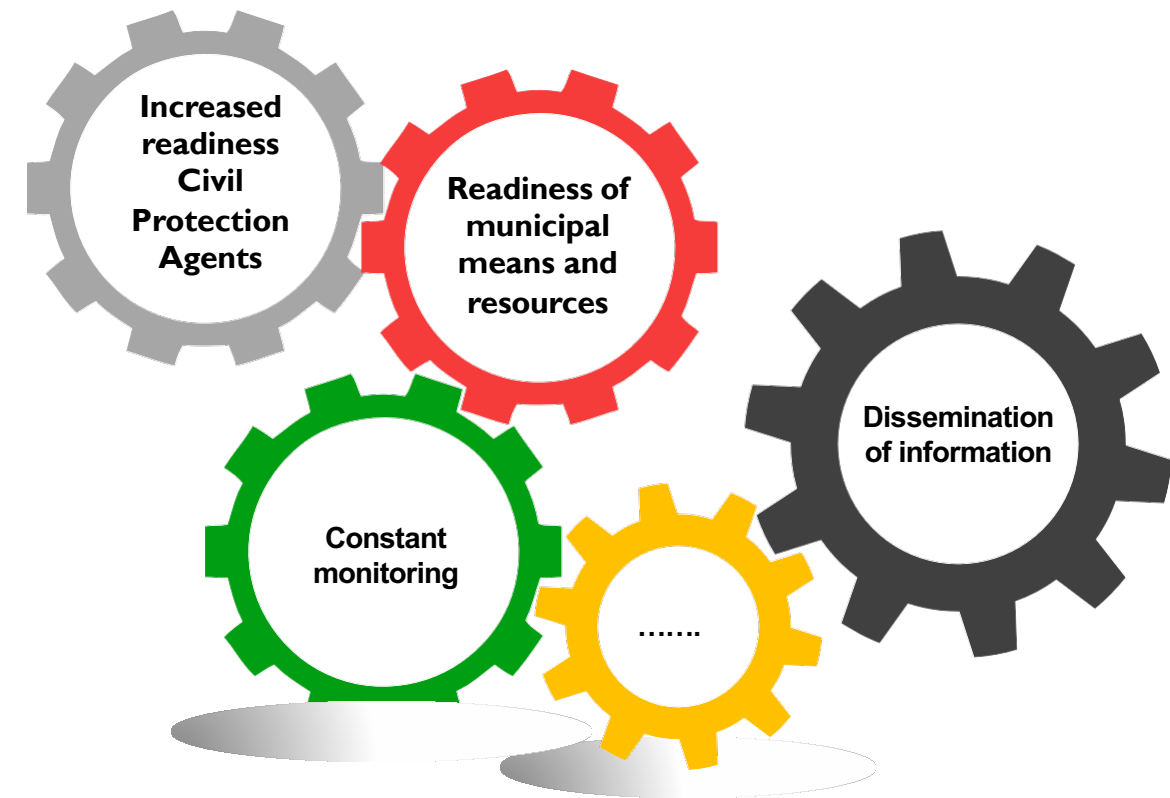 Increased
readiness
Civil
Protection
Agents
Readiness of
municipal
means and
resources
Dissemination
of information
Constant
monitoring
…….